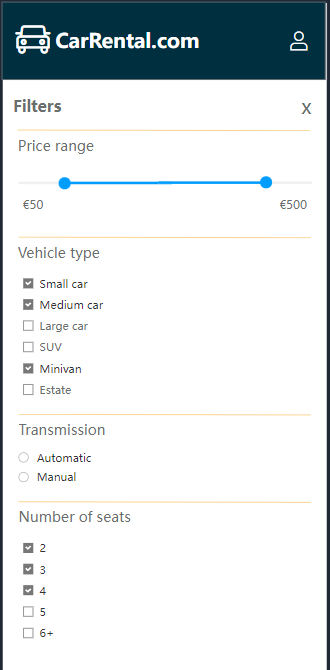 CarRental.com
Filters X
Price range
€50 €500
Vehicle type
Small car
Medium car
Large car
SUV
Minivan
Estate
Transmission
Automatic
Manual
Number of seats
2
3
4
5
6+